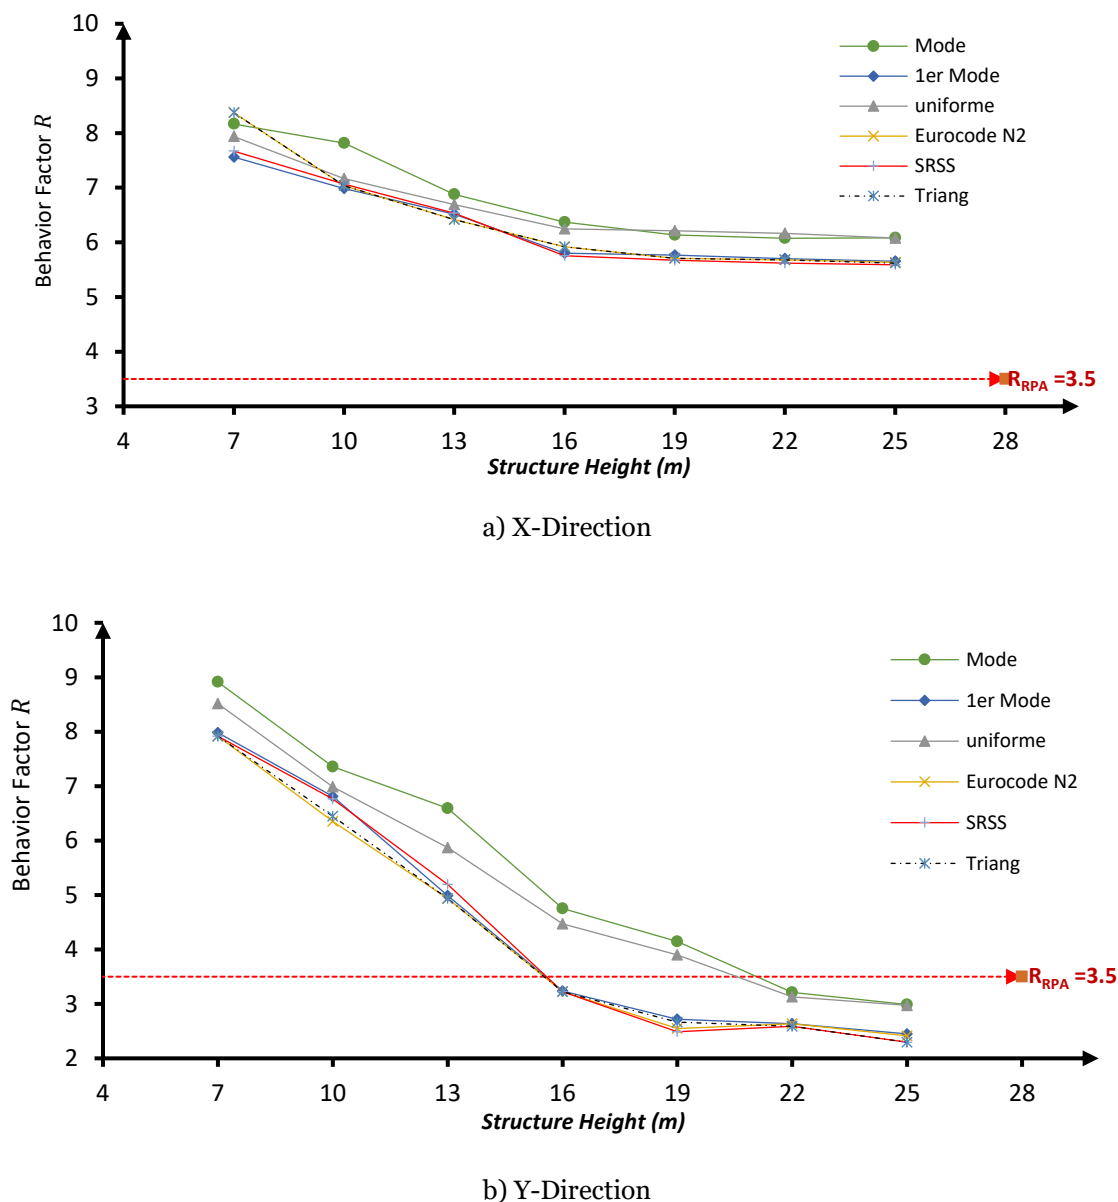 10
9
8
7
6
5
4
3
Behavior Factor R
Mode
1er Mode
uniforme
Eurocode N2
SRSS
Triang
R_RPA =3.5
4 7 10 13 16 19 22 25 28
Structure Height (m)
a) X-Direction
10
9
8
7
6
5
4
3
2
Behavior Factor R
Mode
1er Mode
uniforme
Eurocode N2
SRSS
Triang
R_RPA =3.5
4 7 10 13 16 19 22 25 28
Structure Height (m)
b) Y-Direction